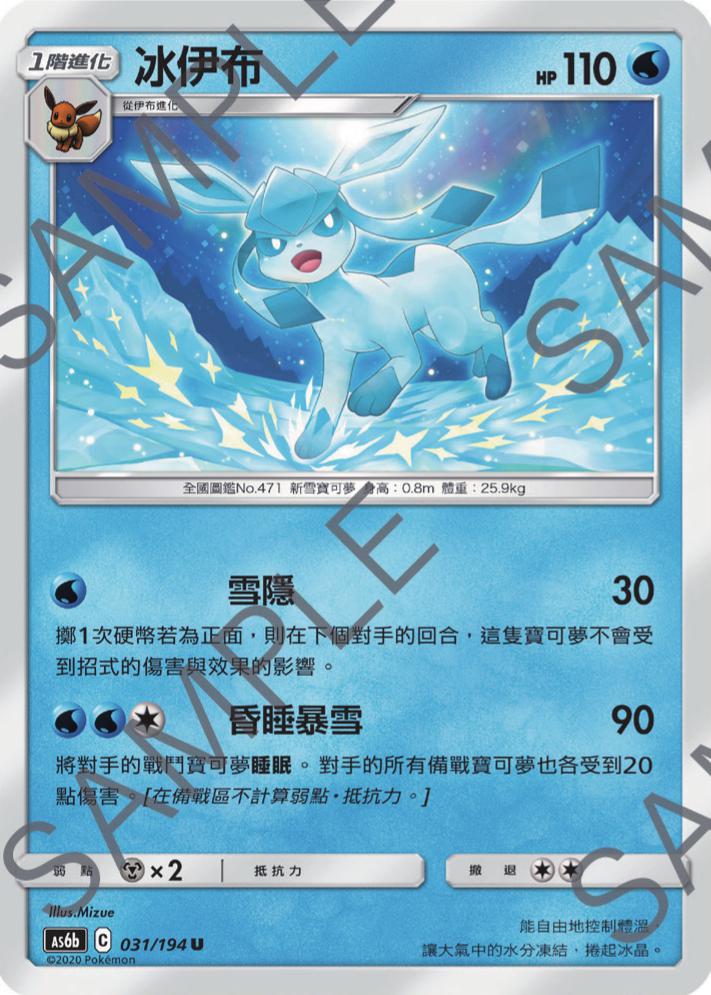 1階進化
冰伊布
HP 110
從伊布進化
全國圖鑑No.471 新雪寶可夢 身高：0.8m 體重：25.9kg
雪隱 30
擲1次硬幣若為正面，則在下個對手的回合，這隻寶可夢不會受
到招式的傷害與效果的影響。
昏睡暴雪 90
將對手的戰鬥寶可夢睡眠。對手的所有備戰寶可夢也各受到20
點傷害。[在備戰區不計算弱點・抵抗力。]
弱點 ×2 抵抗力 撤退
Illus.Mizue
AS6b C 031/194 U
©2020 Pokémon
能自由地控制體溫，
讓大氣中的水分凍結，捲起冰晶。
SAMPLE
SAMPLE
SAMPLE
SAMPLE